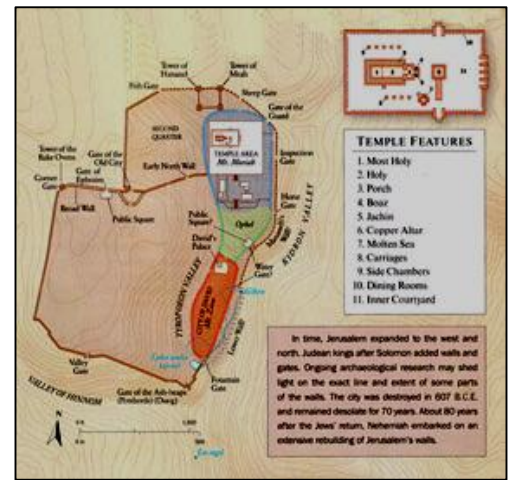 Tower of
Hananel
Tower of
Meah
Fish Gate
Sheep Gate
Gate of the
Guard
SECOND
QUARTER
TEMPLE AREA
Mt. Moriah
Inspection
Gate
Tower of the
Bake Ovens
Gate of the
Old City
Early North Wall
Gate of
Ephraim
Corner
Gate
Broad Wall
Public Square
Horse
Gate
Public
Square?
Ophel
KIDRON VALLEY
David's
Palace
Water
Gate?
CITY OF DAVID
Mt. Zion
TYROPOEON VALLEY
Valley
Gate
VALLEY OF HINNOM
Fountain
Gate
Gate of the Ash-heaps
N
TEMPLE FEATURES
1. Most Holy
2. Holy
3. Porch
4. Boaz
5. Jachin
6. Copper Altar
7. Molten Sea
8. Carriages
9. Side Chambers
10. Dining Rooms
11. Inner Courtyard
In time, Jerusalem expanded to the west and
north. Judean kings after Solomon added walls and
gates. Ongoing archaeological research may shed
light on the exact line and extent of some parts
of the city walls. The city was destroyed in 607 B.C.E.
and remained desolate for 70 years. About 80 years
after the Jews' return, Nehemiah embarked on an
extensive rebuilding of Jerusalem's walls.